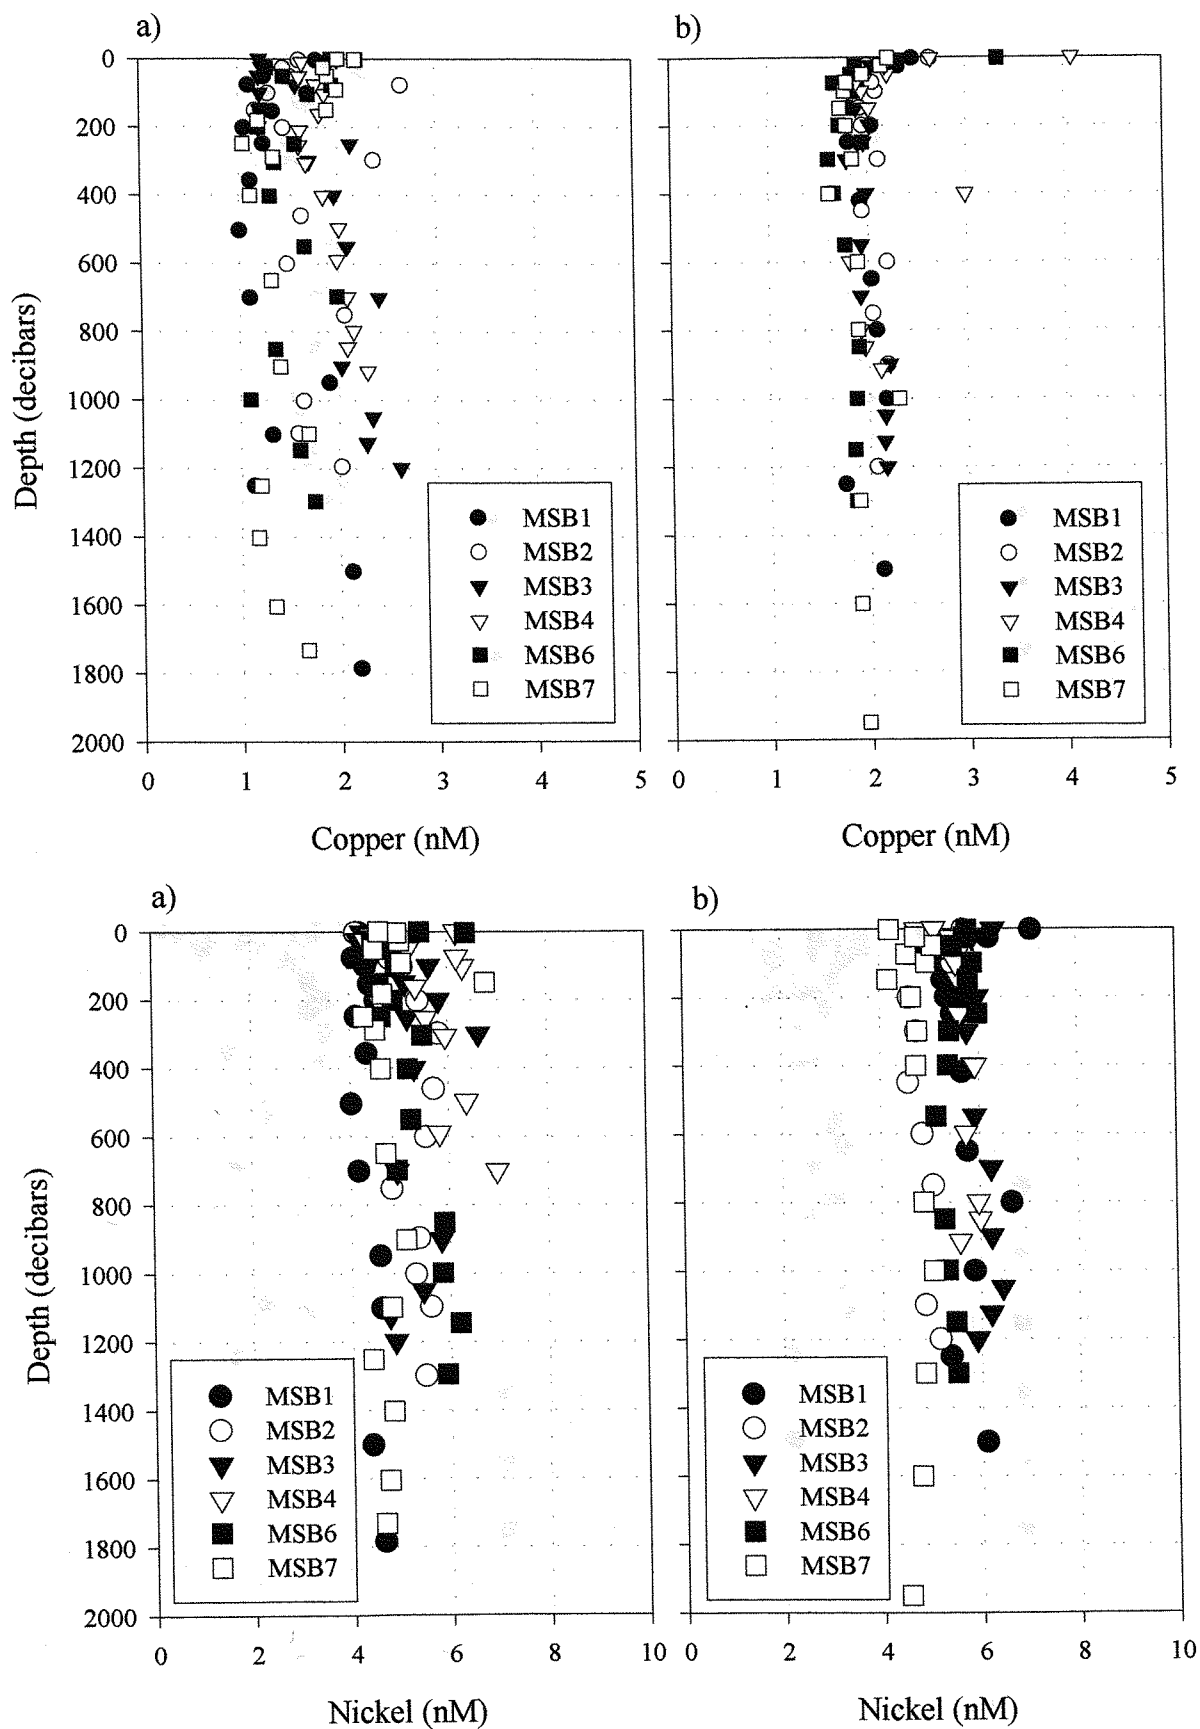 a)
b)
0
200
400
600
800
1000
1200
1400
1600
1800
2000
Depth (decibars)
MSB1
MSB2
MSB3
MSB4
MSB6
MSB7
MSB1
MSB2
MSB3
MSB4
MSB6
MSB7
0 1 2 3 4 5
0 1 2 3 4 5
Copper (nM)
Copper (nM)
a)
b)
0
200
400
600
800
1000
1200
1400
1600
1800
2000
Depth (decibars)
MSB1
MSB2
MSB3
MSB4
MSB6
MSB7
MSB1
MSB2
MSB3
MSB4
MSB6
MSB7
0 2 4 6 8 10
0 2 4 6 8 10
Nickel (nM)
Nickel (nM)